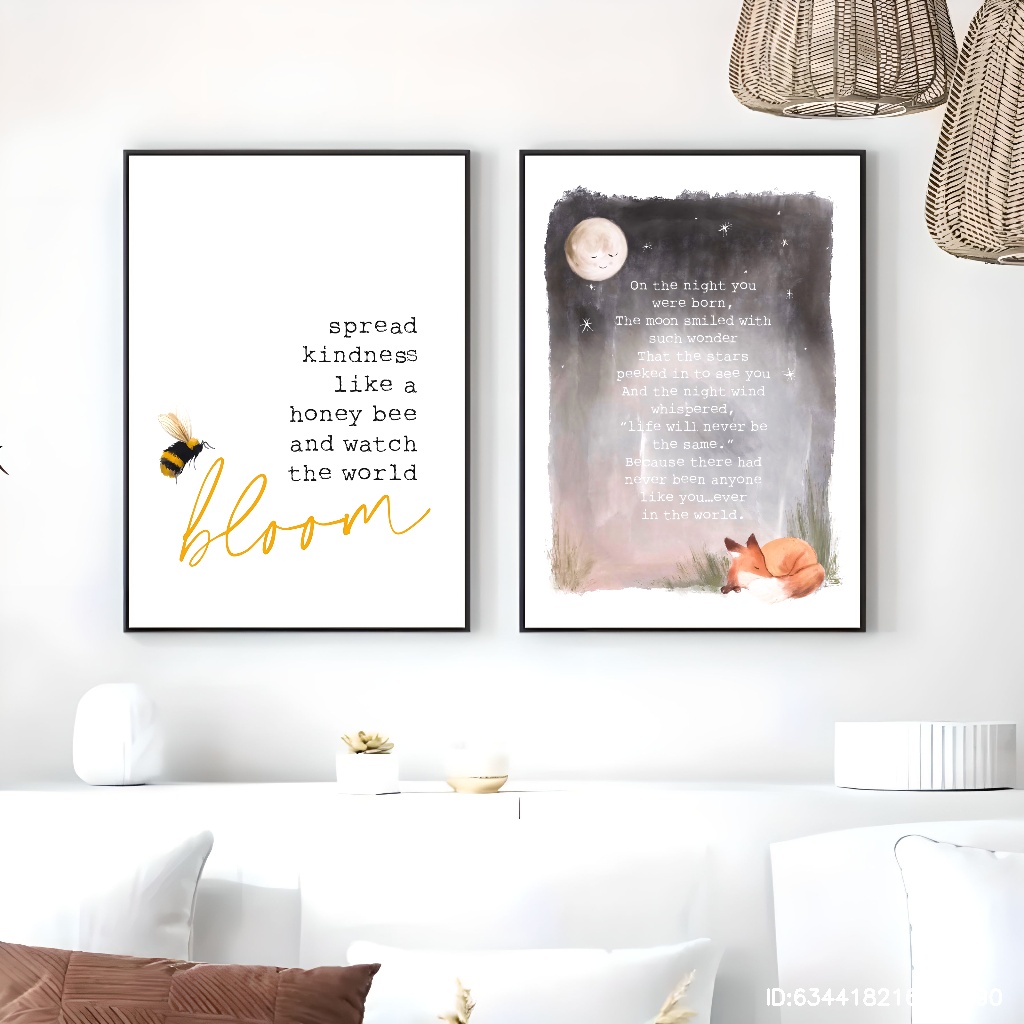 spread
kindness
like a
honey bee
and watch
the world
bloom
On the night you
were born,
The moon smiled with
such wonder
That the stars
peeked in to see you
And the night wind
whispered,
“life will never be
the same.”
Because there had
never been anyone
like you...ever
in the world.